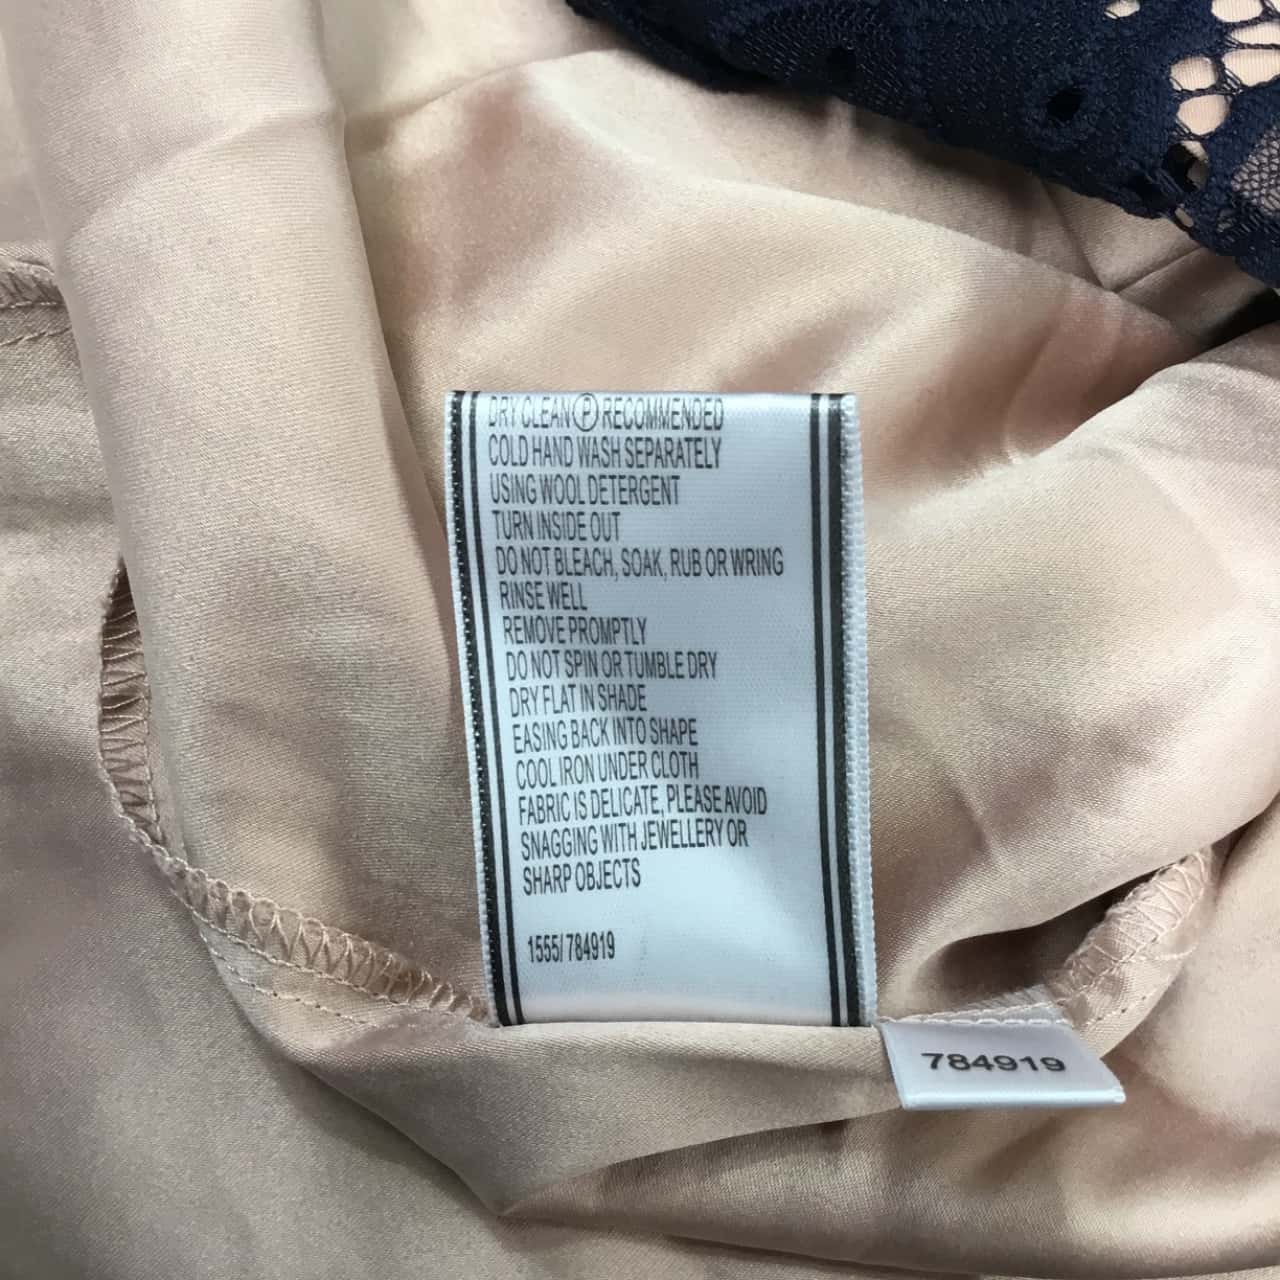 DRY CLEAN Ⓟ RECOMMENDED
COLD HAND WASH SEPARATELY
USING WOOL DETERGENT
TURN INSIDE OUT
DO NOT BLEACH, SOAK, RUB OR WRING
RINSE WELL
REMOVE PROMPTLY
DO NOT SPIN OR TUMBLE DRY
DRY FLAT IN SHADE
EASING BACK INTO SHAPE
COOL IRON UNDER CLOTH
FABRIC IS DELICATE, PLEASE AVOID
SNAGGING WITH JEWELLERY OR
SHARP OBJECTS
1555/ 784919
784919